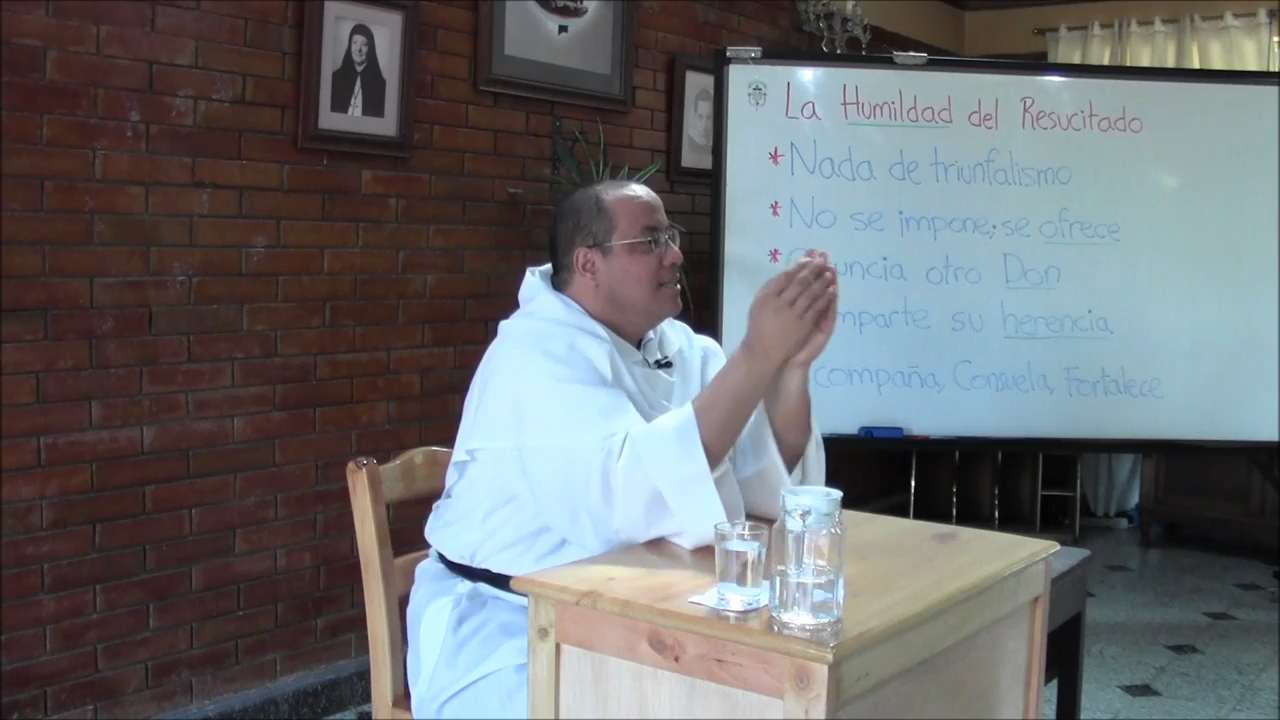 La Humildad del Resucitado
* Nada de triunfalismo
* No se impone; se ofrece
* otro Don
su herencia
Consuela, Fortalece